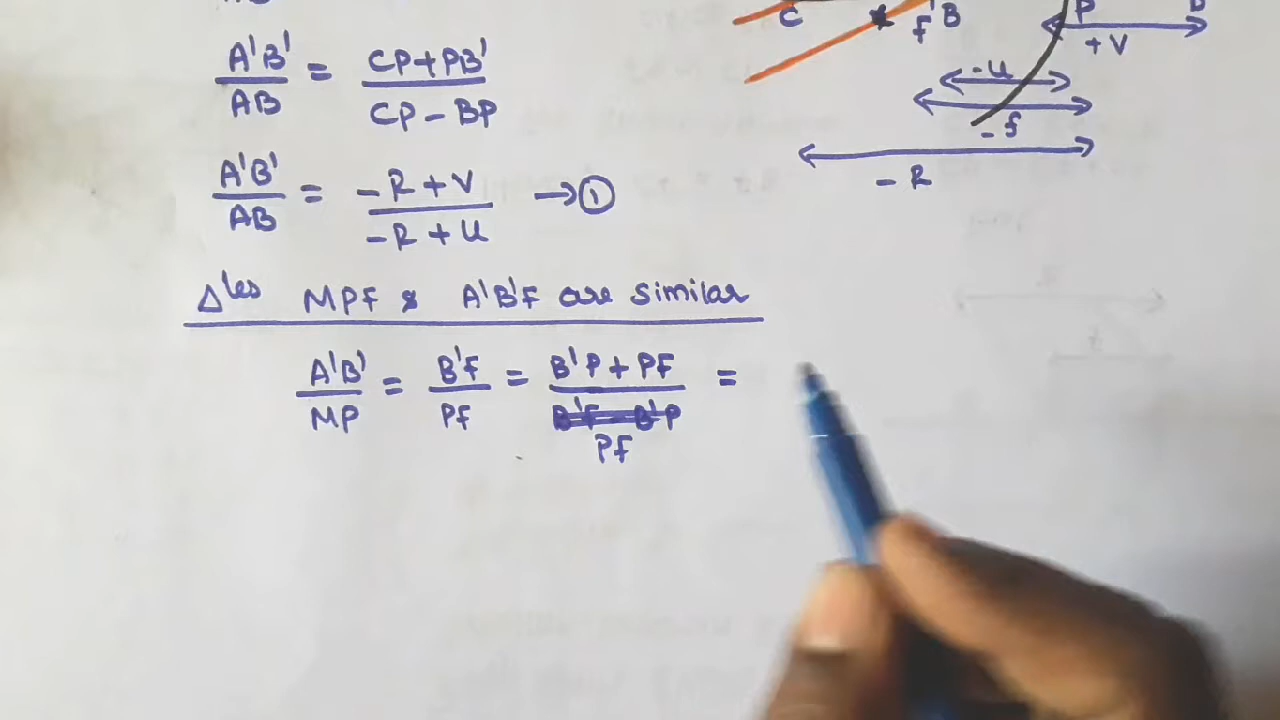 C F B P
+V
-U
-f
-R
A'B' / AB = CP+PB' / CP-BP
A'B' / AB = -R+V / -R+U →①
Δles MPF & A'B'F are similar
A'B' / MP = B'F / PF = B'P+PF / PF =